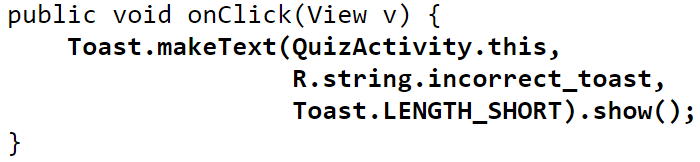 public void onClick(View v) {
    Toast.makeText(QuizActivity.this,
                   R.string.incorrect_toast,
                   Toast.LENGTH_SHORT).show();
}